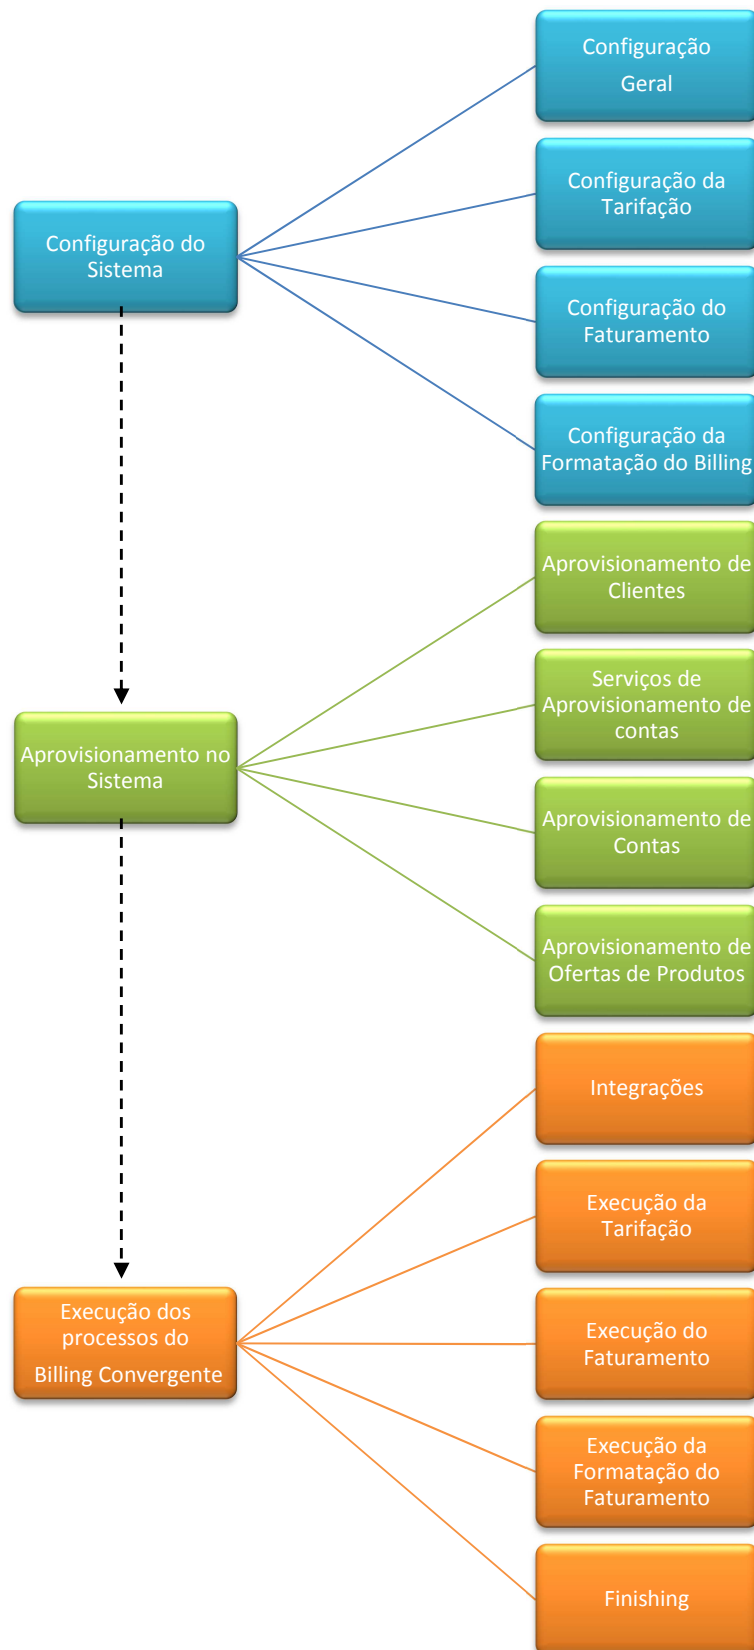 Configuração
Geral
Configuração da
Tarifação
Configuração do
Sistema
Configuração do
Faturamento
Configuração da
Formatação do Billing
Aprovisionamento de
Clientes
Serviços de
Aprovisionamento de
contas
Aprovisionamento no
Sistema
Aprovisionamento de
Contas
Aprovisionamento de
Ofertas de Produtos
Integrações
Execução da
Tarifação
Execução dos
processos do
Billing Convergente
Execução do
Faturamento
Execução da
Formatação do
Faturamento
Finishing